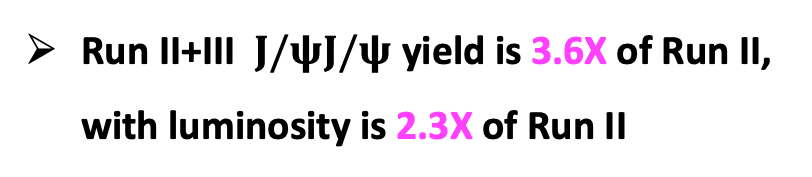 ➢ Run II+III J/ψJ/ψ yield is 3.6X of Run II,
with luminosity is 2.3X of Run II